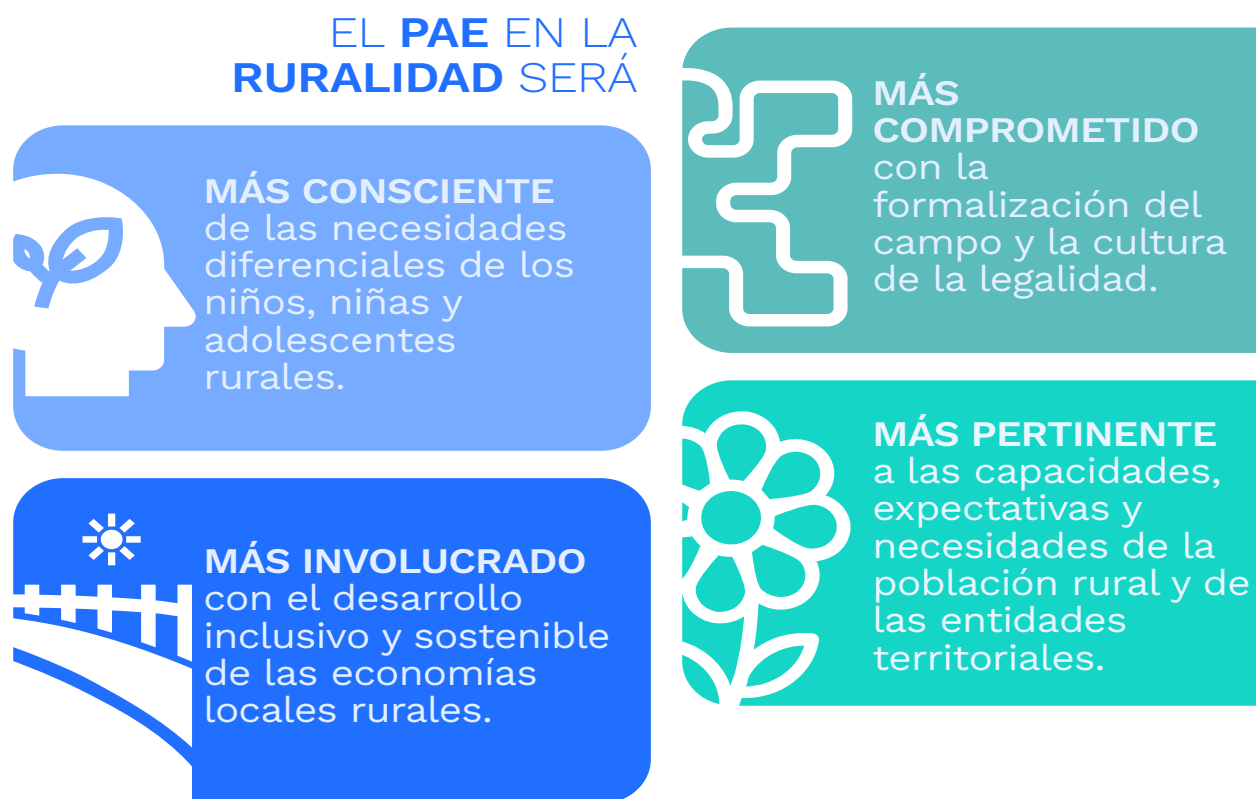 EL PAE EN LA
RURALIDAD SERÁ
MÁS CONSCIENTE
de las necesidades
diferenciales de los
niños, niñas y
adolescentes
rurales.
MÁS INVOLUCRADO
con el desarrollo
inclusivo y sostenible
de las economías
locales rurales.
MÁS
COMPROMETIDO
con la
formalización del
campo y la cultura
de la legalidad.
MÁS PERTINENTE
a las capacidades,
expectativas y
necesidades de la
población rural y de
las entidades
territoriales.